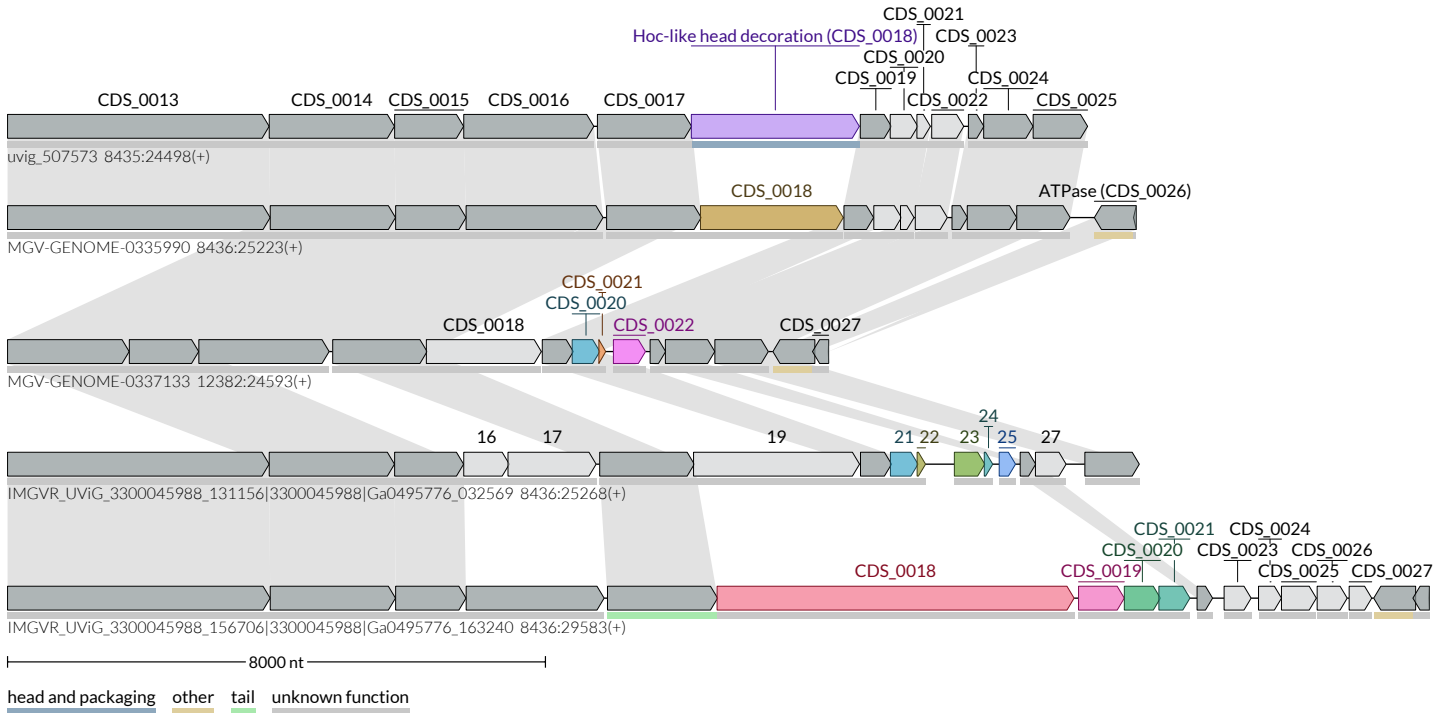 CDS_0021
Hoc-like head decoration (CDS_0018) CDS_0023
CDS_0020
CDS_0019 CDS_0024
CDS_0013 CDS_0014 CDS_0015 CDS_0016 CDS_0017 CDS_0022 CDS_0025
uvig_507573 8435:24498(+)
CDS_0018 ATPase (CDS_0026)
MGV-GENOME-0335990 8436:25223(+)
CDS_0021
CDS_0020
CDS_0018 CDS_0022 CDS_0027
MGV-GENOME-0337133 12382:24593(+)
24
16 17 19 21 22 23 25 27
IMGVR_UViG_3300045988_131156|3300045988|Ga0495776_032569 8436:25268(+)
CDS_0021 CDS_0024
CDS_0020 CDS_0023 CDS_0026
CDS_0018 CDS_0019 CDS_0025 CDS_0027
IMGVR_UViG_3300045988_156706|3300045988|Ga0495776_163240 8436:29583(+)
8000 nt
head and packaging other tail unknown function